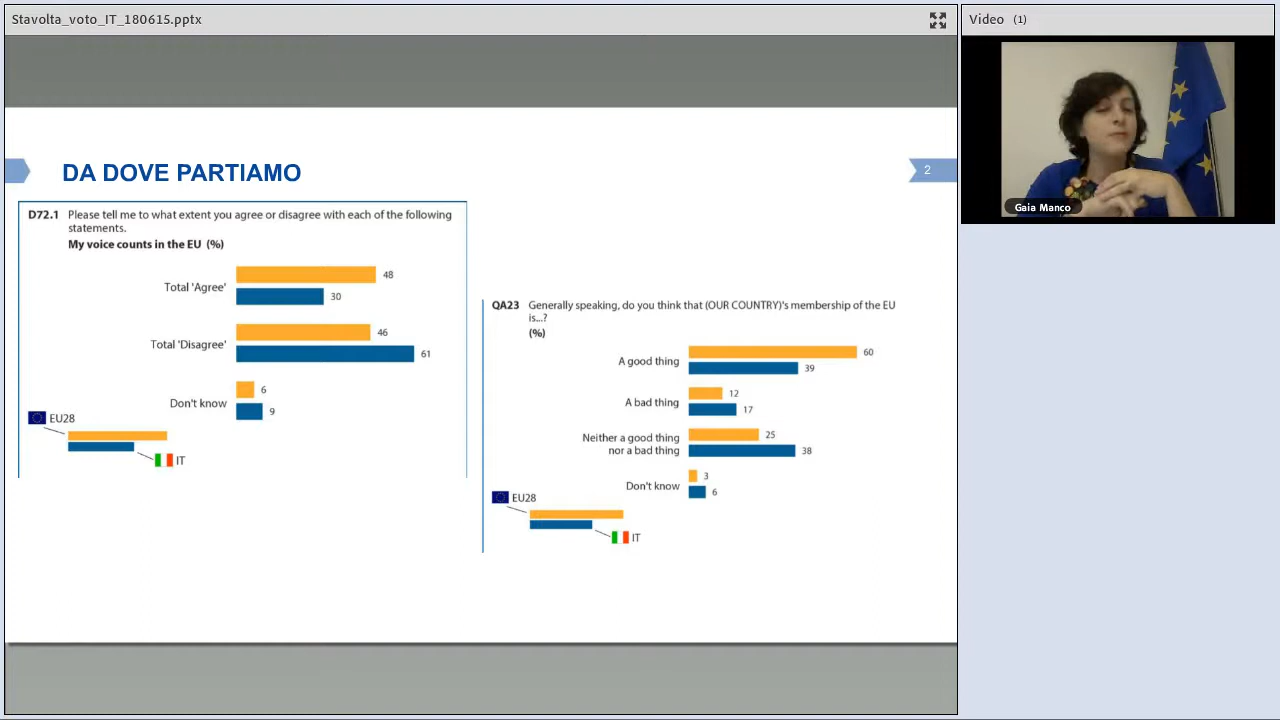 Stavolta_voto_IT_180615.pptx
Video (1)
Gaia Manco
DA DOVE PARTIAMO
2
D72.1 Please tell me to what extent you agree or disagree with each of the following
statements.
My voice counts in the EU (%)
Total 'Agree'
48
30
Total 'Disagree'
46
61
Don't know
6
9
EU28
IT
QA23 Generally speaking, do you think that (OUR COUNTRY)'s membership of the EU
is...?
(%)
A good thing
60
39
A bad thing
12
17
Neither a good thing
nor a bad thing
25
38
Don't know
3
6
EU28
IT